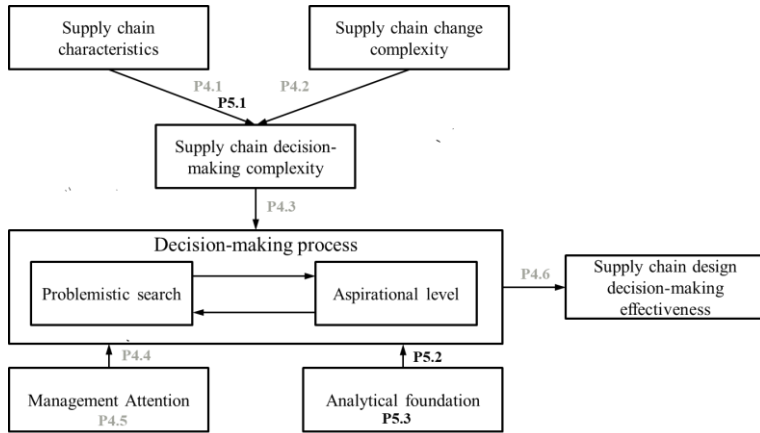 Supply chain
characteristics
Supply chain change
complexity
P4.1
P4.2
P5.1
Supply chain decision-
making complexity
P4.3
Decision-making process
Problemistic search
Aspirational level
P4.6
Supply chain design
decision-making
effectiveness
P4.4
P5.2
Management Attention
P4.5
Analytical foundation
P5.3